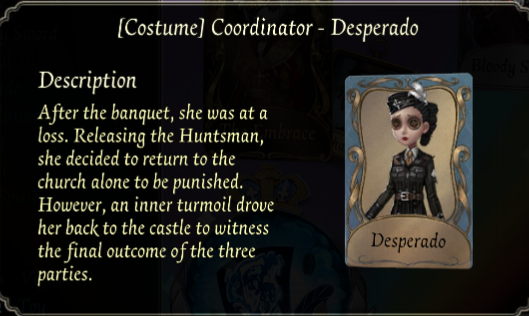 [Costume] Coordinator - Desperado
Description
After the banquet, she was at a
loss. Releasing the Huntsman,
she decided to return to the
church alone to be punished.
However, an inner turmoil drove
her back to the castle to witness
the final outcome of the three
parties.
Desperado
Bloody S